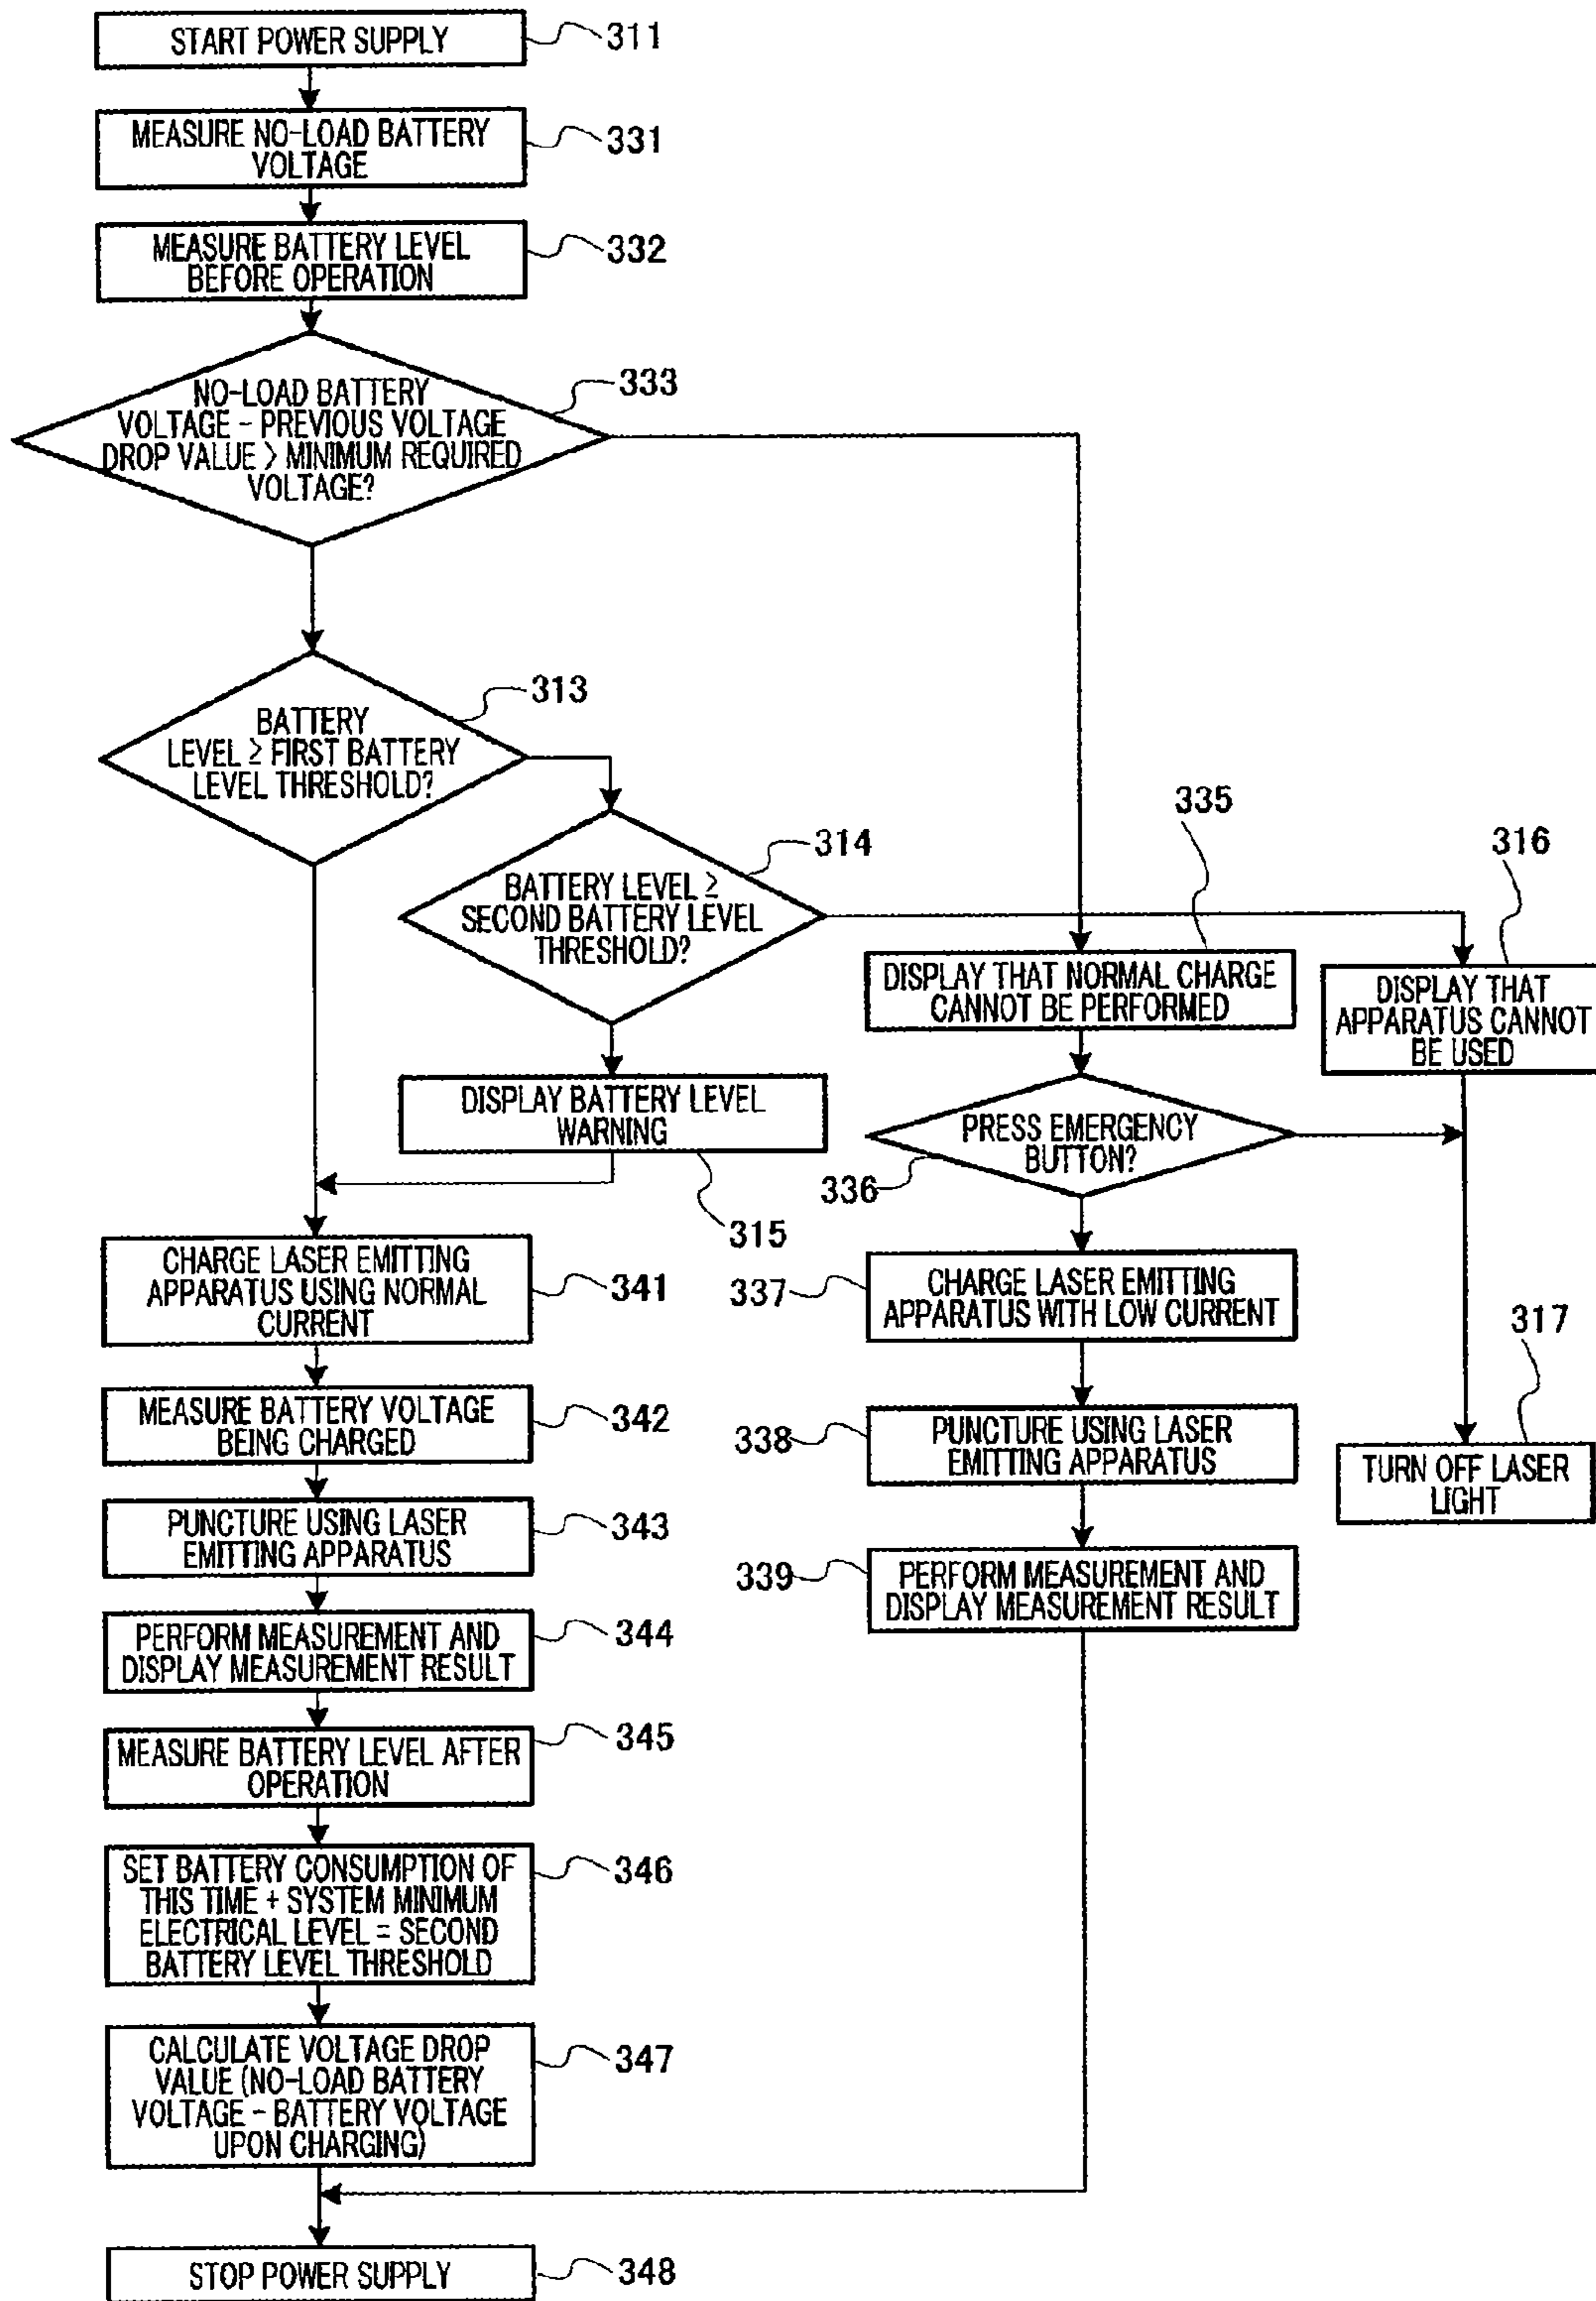 START POWER SUPPLY
311
MEASURE NO-LOAD BATTERY
VOLTAGE
331
MEASURE BATTERY LEVEL
BEFORE OPERATION
332
NO-LOAD BATTERY
VOLTAGE - PREVIOUS VOLTAGE
DROP VALUE > MINIMUM REQUIRED
VOLTAGE?
333
BATTERY
LEVEL ≥ FIRST BATTERY
LEVEL THRESHOLD?
313
BATTERY LEVEL ≥
SECOND BATTERY LEVEL
THRESHOLD?
314
DISPLAY BATTERY LEVEL
WARNING
315
335
DISPLAY THAT NORMAL CHARGE
CANNOT BE PERFORMED
316
DISPLAY THAT
APPARATUS CANNOT
BE USED
PRESS EMERGENCY
BUTTON?
336
CHARGE LASER EMITTING
APPARATUS USING NORMAL
CURRENT
341
337
CHARGE LASER EMITTING
APPARATUS WITH LOW CURRENT
317
TURN OFF LASER
LIGHT
MEASURE BATTERY VOLTAGE
BEING CHARGED
342
338
PUNCTURE USING LASER
EMITTING APPARATUS
PUNCTURE USING LASER
EMITTING APPARATUS
343
339
PERFORM MEASUREMENT AND
DISPLAY MEASUREMENT RESULT
PERFORM MEASUREMENT AND
DISPLAY MEASUREMENT RESULT
344
MEASURE BATTERY LEVEL AFTER
OPERATION
345
SET BATTERY CONSUMPTION OF
THIS TIME + SYSTEM MINIMUM
ELECTRICAL LEVEL = SECOND
BATTERY LEVEL THRESHOLD
346
CALCULATE VOLTAGE DROP
VALUE (NO-LOAD BATTERY
VOLTAGE - BATTERY VOLTAGE
UPON CHARGING)
347
STOP POWER SUPPLY
348